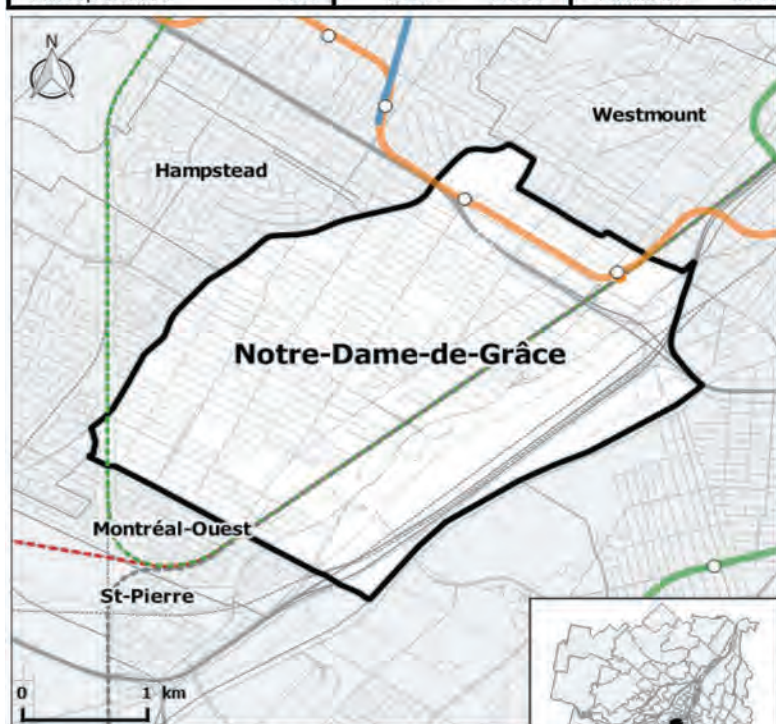 N
Westmount
Hampstead
Notre-Dame-de-Grâce
Montréal-Ouest
St-Pierre
0 1 km